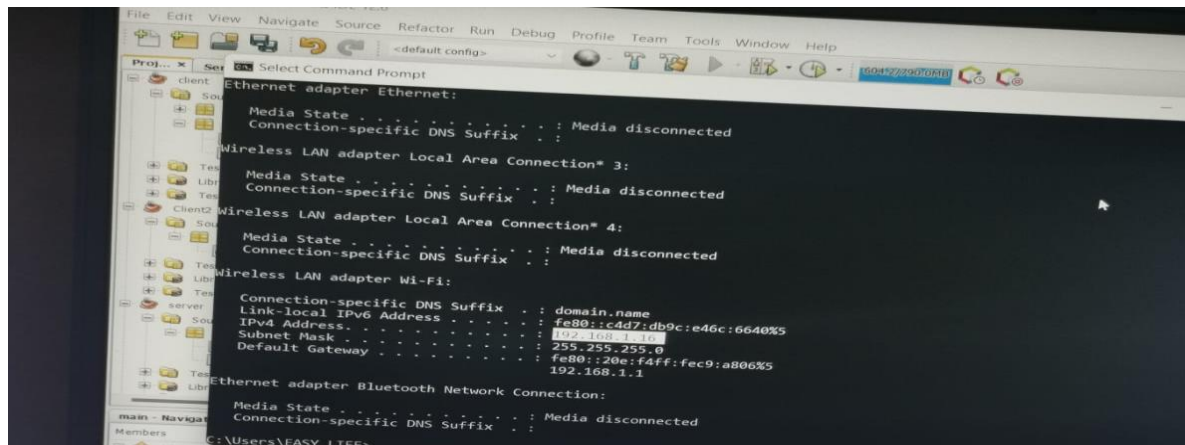 File Edit View Navigate Source Refactor Run Debug Profile Team Tools Window Help
<default config>
Proj... ×
Select Command Prompt
client
Client2
server
Ethernet adapter Ethernet:
Media State . . . . . . . . . . . : Media disconnected
Connection-specific DNS Suffix . :
Wireless LAN adapter Local Area Connection* 3:
Media State . . . . . . . . . . . : Media disconnected
Connection-specific DNS Suffix . :
Wireless LAN adapter Local Area Connection* 4:
Media State . . . . . . . . . . . : Media disconnected
Connection-specific DNS Suffix . :
Wireless LAN adapter Wi-Fi:
Connection-specific DNS Suffix . : domain.name
Link-local IPv6 Address . . . . . : fe80::c4d7:db9c:e46c:6640%5
IPv4 Address. . . . . . . . . . . : 192.168.1.16
Subnet Mask . . . . . . . . . . . : 255.255.255.0
Default Gateway . . . . . . . . . : fe80::20e:f4ff:fec9:a806%5
192.168.1.1
Ethernet adapter Bluetooth Network Connection:
Media State . . . . . . . . . . . : Media disconnected
Connection-specific DNS Suffix . :
main - Navigat
Members
C:\Users\EASY LIFE>